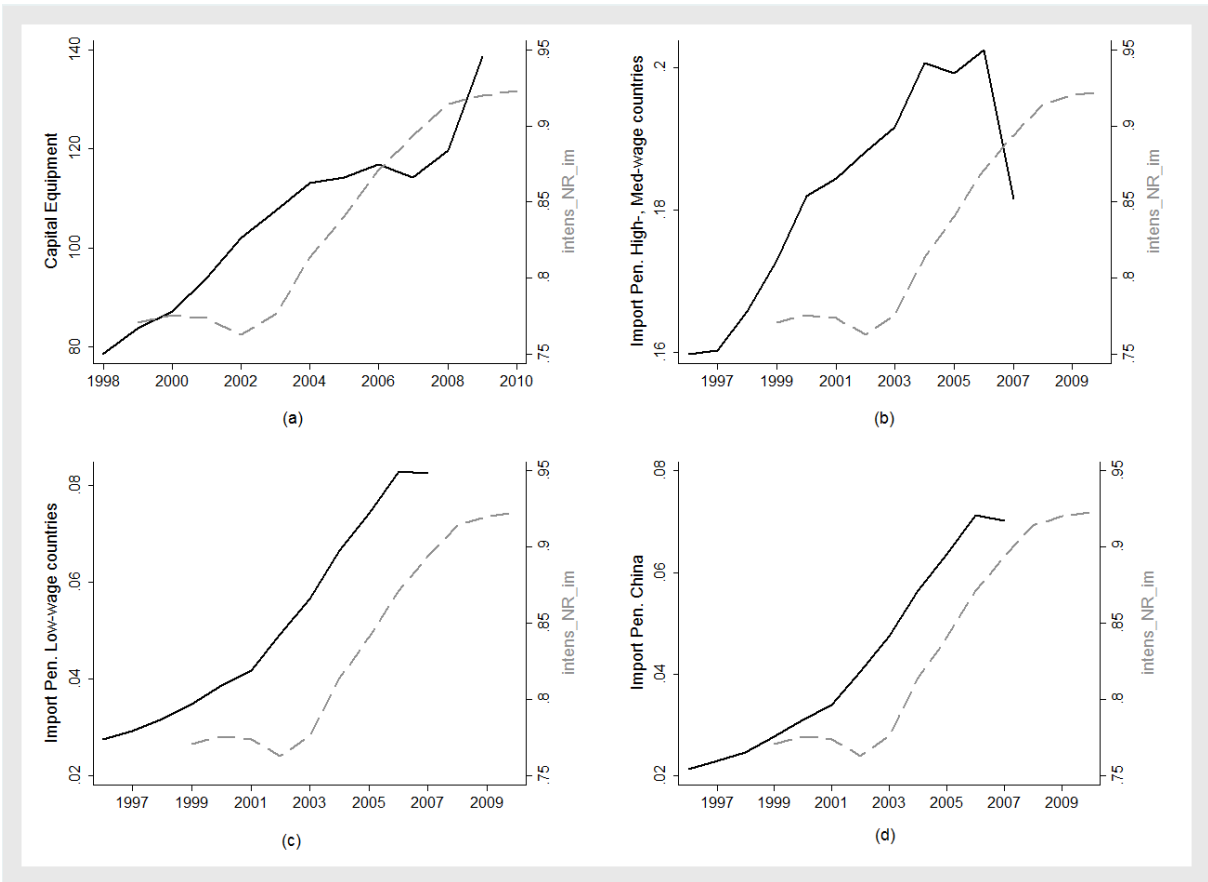 140
120
100
80
Capital Equipment
.95
.9
.85
.8
.75
intens_NR_im
1998 2000 2002 2004 2006 2008 2010
(a)
.2
.18
.16
Import Pen. High-, Med-wage countries
.95
.9
.85
.8
.75
intens_NR_im
1997 1999 2001 2003 2005 2007 2009
(b)
.08
.06
.04
.02
Import Pen. Low-wage countries
.95
.9
.85
.8
.75
intens_NR_im
1997 1999 2001 2003 2005 2007 2009
(c)
.08
.06
.04
.02
Import Pen. China
.95
.9
.85
.8
.75
intens_NR_im
1997 1999 2001 2003 2005 2007 2009
(d)